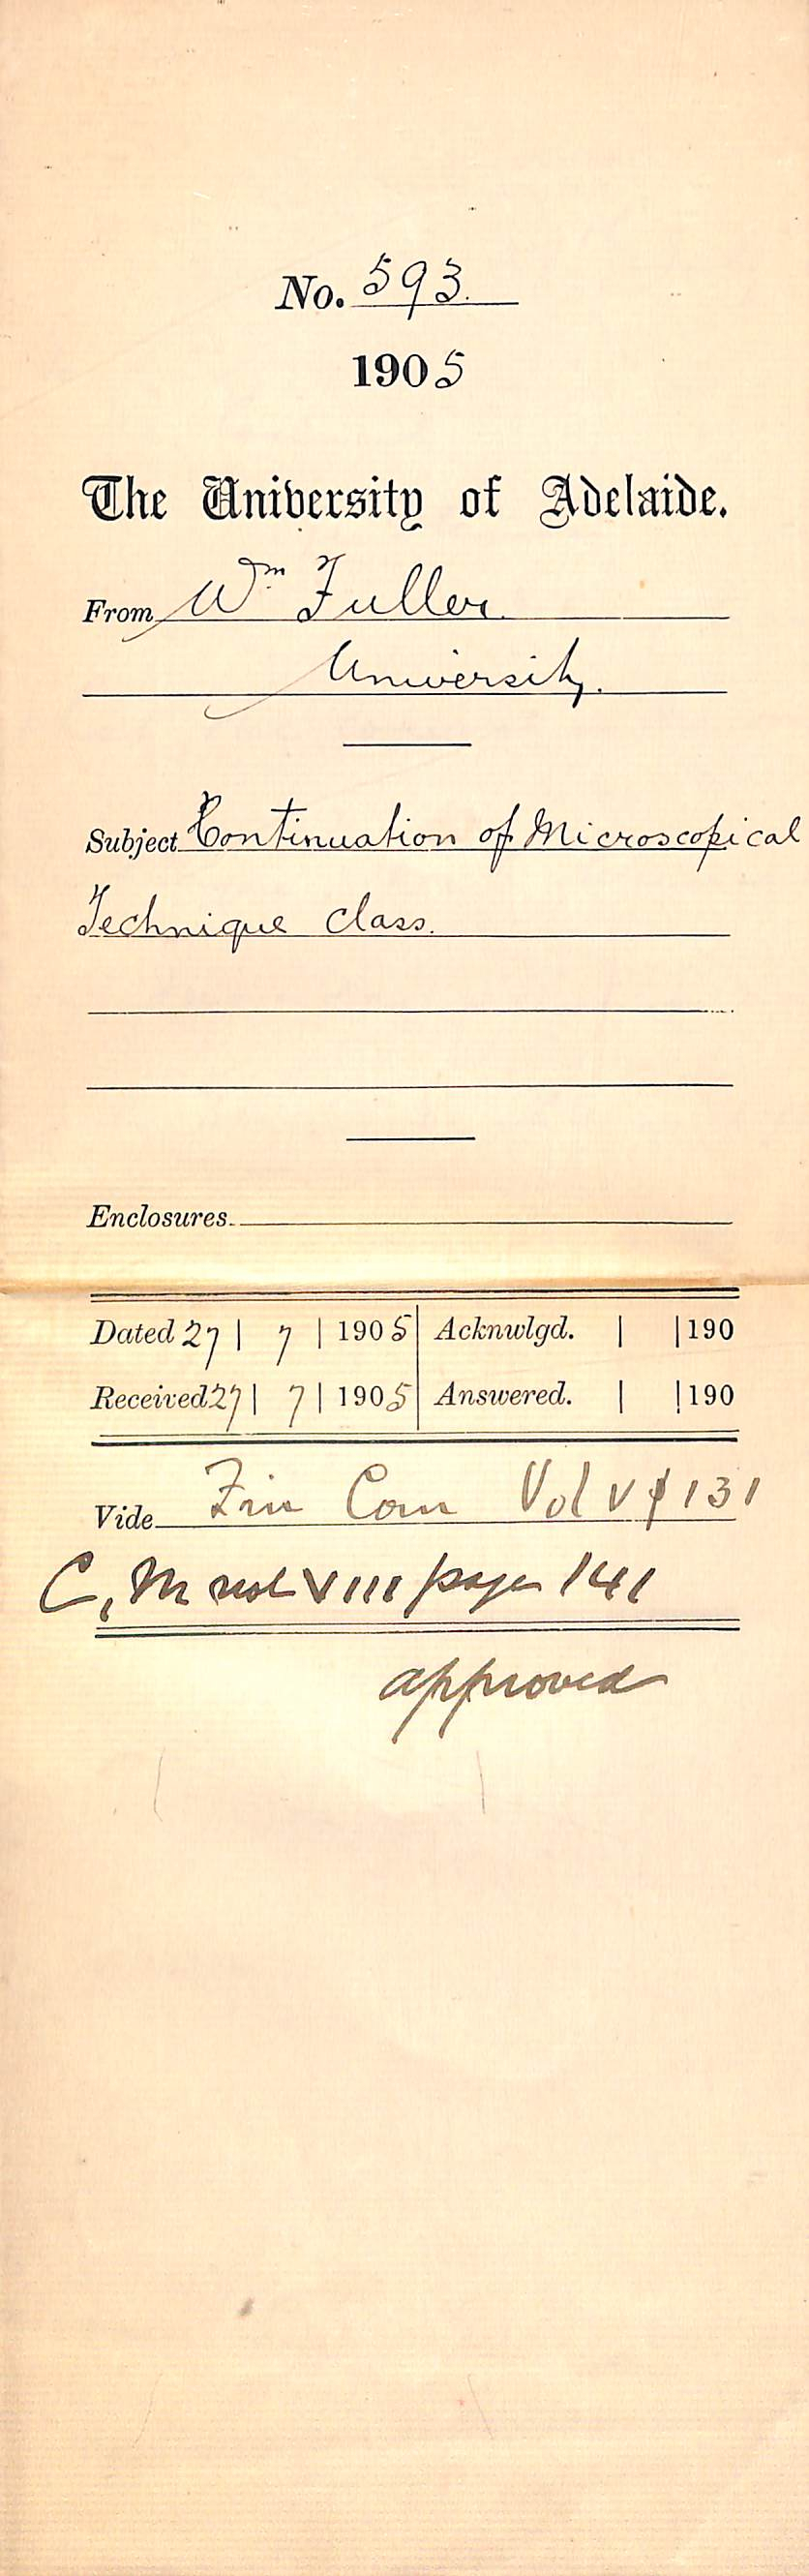 No. 593.
1905
The University of Adelaide.
From Wm Fuller.
University.
Subject Continuation of Microscopical
Technique Class.
Enclosures.
Dated 27 | 7 | 1905 Acknwlgd. | | 190
Received 27 | 7 | 1905 Answered. | | 190
Vide Fin Com Vol V p 131
C, M vol VIII page 141
approved